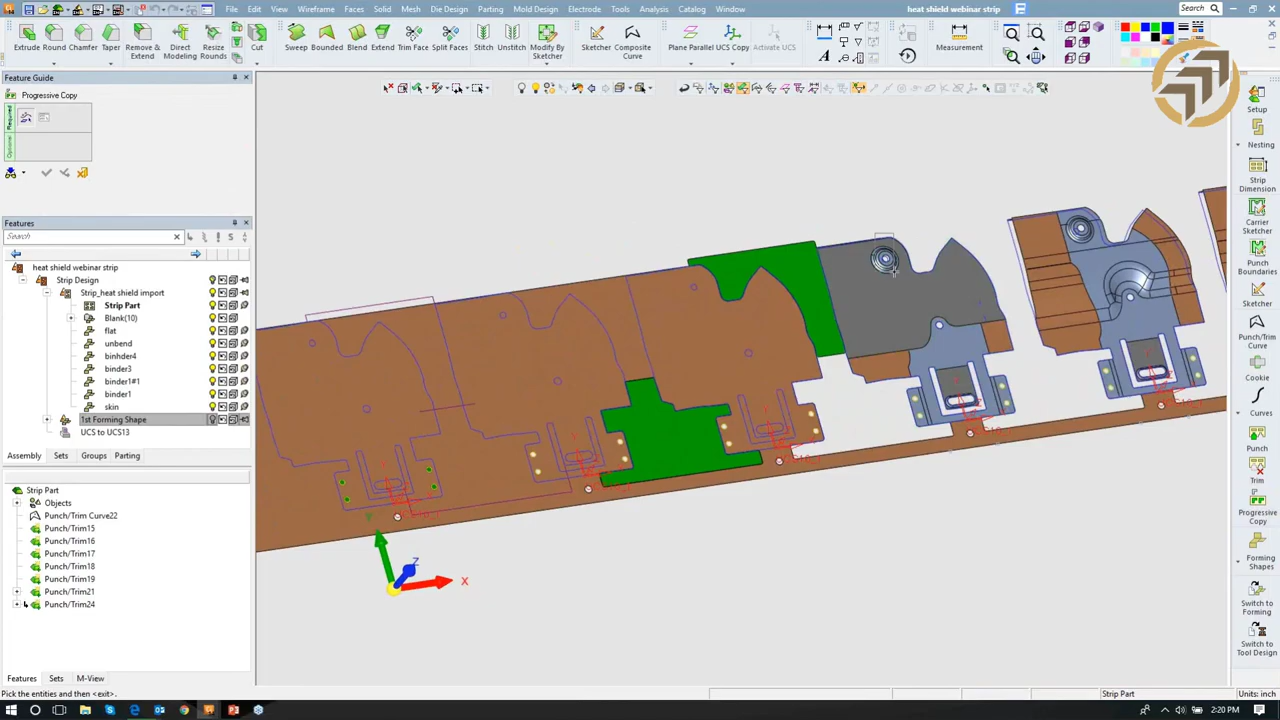 File Edit View Wireframe Faces Solid Mesh Die Design Parting Mold Design Electrode Tools Analysis Catalog Window
heat shield webinar strip
Search
Extrude Round Chamfer Taper Remove & Extend Direct Modeling Resize Rounds Cut Sweep Bounded Blend Extend Trim Face Split Faces Stitch Unstitch Modify By Sketcher Sketcher Composite Curve Plane Parallel UCS Copy Activate UCS Measurement
Feature Guide
Progressive Copy
Required
Optional
Features
Search
heat shield webinar strip
Strip Design
Strip_heat shield import
Strip Part
Blank(10)
flat
unbend
binhder4
binder3
binder1#1
binder1
skin
1st Forming Shape
UCS to UCS13
Assembly Sets Groups Parting
Strip Part
Objects
Punch/Trim Curve22
Punch/Trim15
Punch/Trim16
Punch/Trim17
Punch/Trim18
Punch/Trim19
Punch/Trim21
Punch/Trim24
Features Sets M-View
Y
Z
X
Setup
Nesting
Strip Dimension
Carrier Sketcher
Punch Boundaries
Sketcher
Punch/Trim Curve
Cookie
Curves
Punch
Trim
Progressive Copy
Forming Shapes
Switch to Forming
Switch to Tool Design
Pick the entities and then <exit>.
Strip Part
Units: inch
2:20 PM